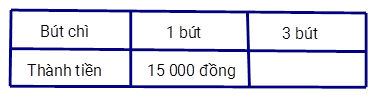 Bút chì 1 bút 3 bút
Thành tiền 15 000 đồng